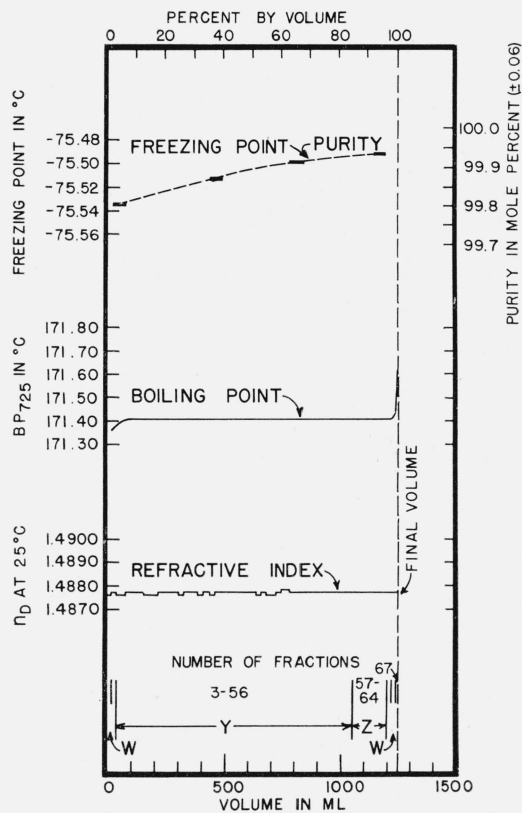 PERCENT BY VOLUME
0 20 40 60 80 100
FREEZING POINT IN °C
-75.48
-75.50
-75.52
-75.54
-75.56
FREEZING POINT
PURITY
100.0
99.9
99.8
99.7
PURITY IN MOLE PERCENT (±0.06)
BP725 IN °C
171.80
171.70
171.60
171.50
171.40
171.30
BOILING POINT
FINAL VOLUME
nD AT 25°C
1.4900
1.4890
1.4880
1.4870
REFRACTIVE INDEX
NUMBER OF FRACTIONS
67
3-56
57-
64
Y
Z
W
W
0 500 1000 1500
VOLUME IN ML